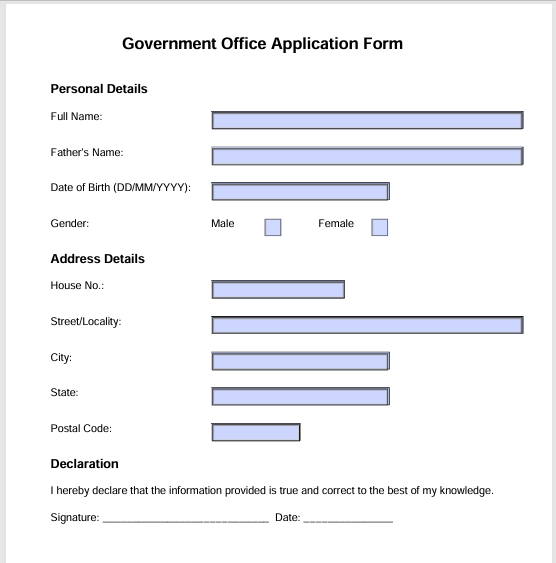 Government Office Application Form
Personal Details
Full Name:
Father's Name:
Date of Birth (DD/MM/YYYY):
Gender: Male Female
Address Details
House No.:
Street/Locality:
City:
State:
Postal Code:
Declaration
I hereby declare that the information provided is true and correct to the best of my knowledge.
Signature: ____________________________ Date: _______________